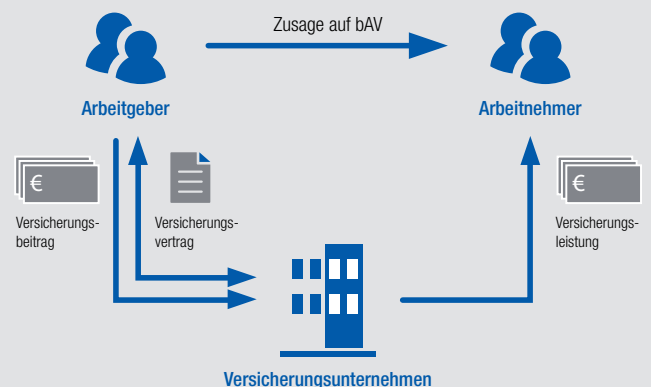 Zusage auf bAV
Arbeitgeber
Arbeitnehmer
€
Versicherungs-
beitrag
Versicherungs-
vertrag
€
Versicherungs-
leistung
Versicherungsunternehmen